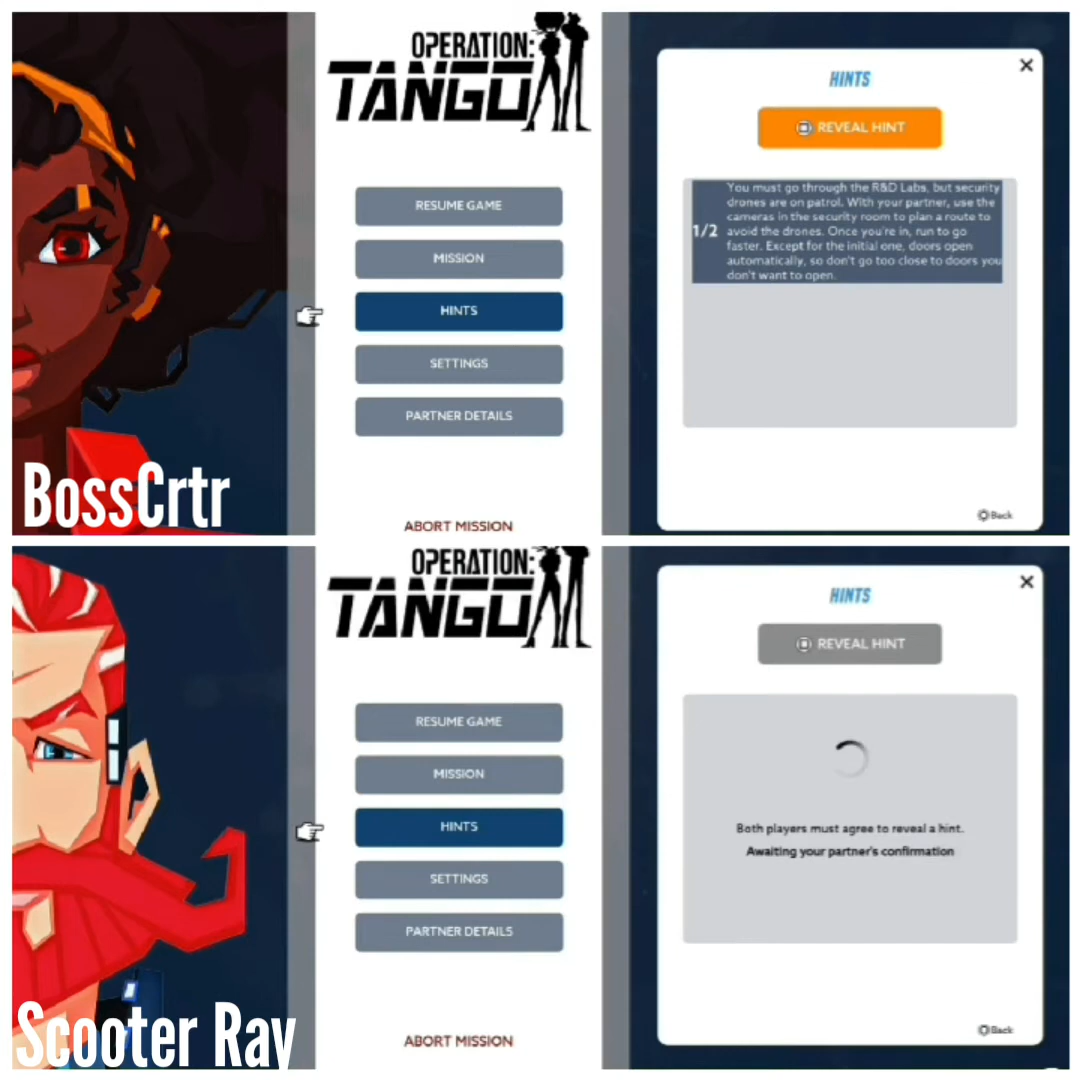 OPERATION:
TANGO
RESUME GAME
MISSION
HINTS
SETTINGS
PARTNER DETAILS
ABORT MISSION
HINTS
REVEAL HINT
1/2
You must go through the R&D Labs, but security
drones are on patrol. With your partner, use the
cameras in the security room to plan a route to
avoid the drones. Once you're in, run to go
faster. Except for the initial one, doors open
automatically, so don't go too close to doors you
don't want to open.
Back
BossCrtr
OPERATION:
TANGO
RESUME GAME
MISSION
HINTS
SETTINGS
PARTNER DETAILS
ABORT MISSION
HINTS
REVEAL HINT
Both players must agree to reveal a hint.
Awaiting your partner's confirmation
Back
Scooter Ray